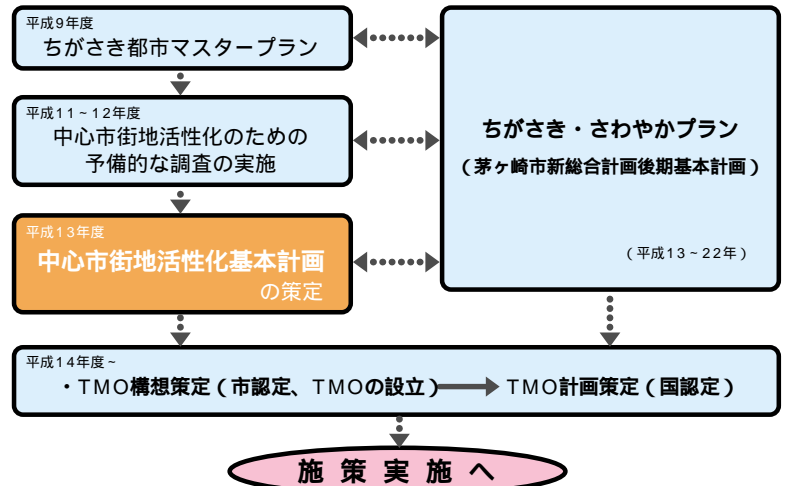 平成9年度
ちがさき都市マスタープラン
平成11~12年度
中心市街地活性化のための
予備的な調査の実施
平成13年度
中心市街地活性化基本計画
の策定
ちがさき・さわやかプラン
(茅ヶ崎市新総合計画後期基本計画)
(平成13~22年)
平成14年度~
・TMO構想策定(市認定、TMOの設立) TMO計画策定(国認定)
施策実施へ